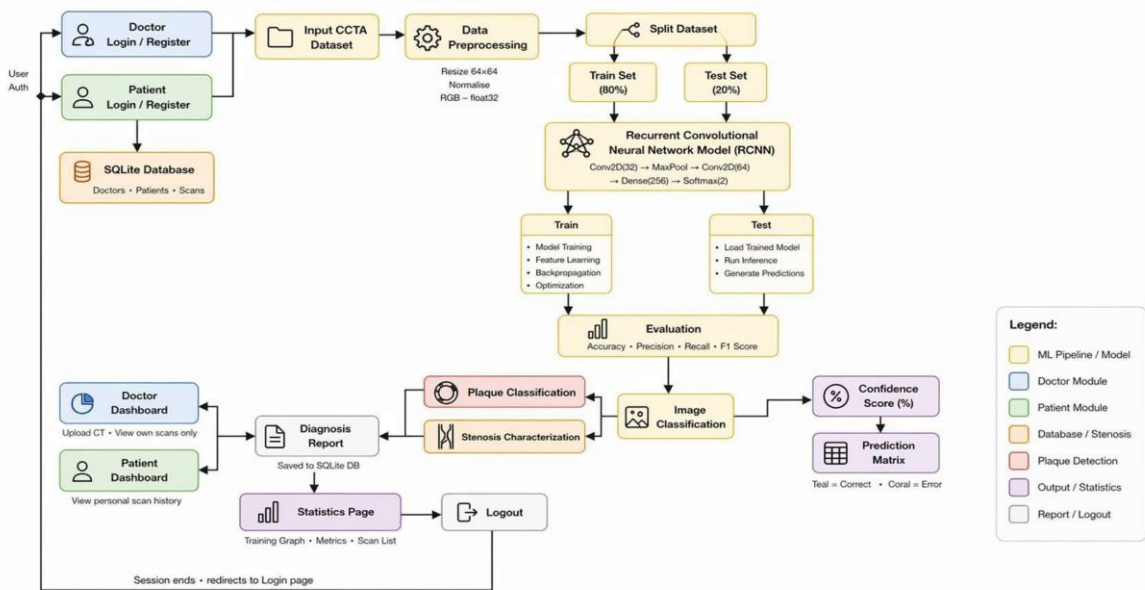 User
Auth
Doctor
Login / Register
Patient
Login / Register
SQLite Database
Doctors • Patients • Scans
Input CCTA
Dataset
Data
Preprocessing
Resize 64×64
Normalise
RGB – float32
Split Dataset
Train Set
(80%)
Test Set
(20%)
Recurrent Convolutional
Neural Network Model (RCNN)
Conv2D(32) → MaxPool → Conv2D(64)
→ Dense(256) → Softmax(2)
Train
• Model Training
• Feature Learning
• Backpropagation
• Optimization
Test
• Load Trained Model
• Run Inference
• Generate Predictions
Evaluation
Accuracy • Precision • Recall • F1 Score
Image
Classification
Plaque Classification
Stenosis Characterization
Confidence
Score (%)
Prediction
Matrix
Teal = Correct • Coral = Error
Diagnosis
Report
Saved to SQLite DB
Doctor
Dashboard
Upload CT • View own scans only
Patient
Dashboard
View personal scan history
Statistics Page
Training Graph • Metrics • Scan List
Logout
Session ends • redirects to Login page
Legend:
ML Pipeline / Model
Doctor Module
Patient Module
Database / Stenosis
Plaque Detection
Output / Statistics
Report / Logout